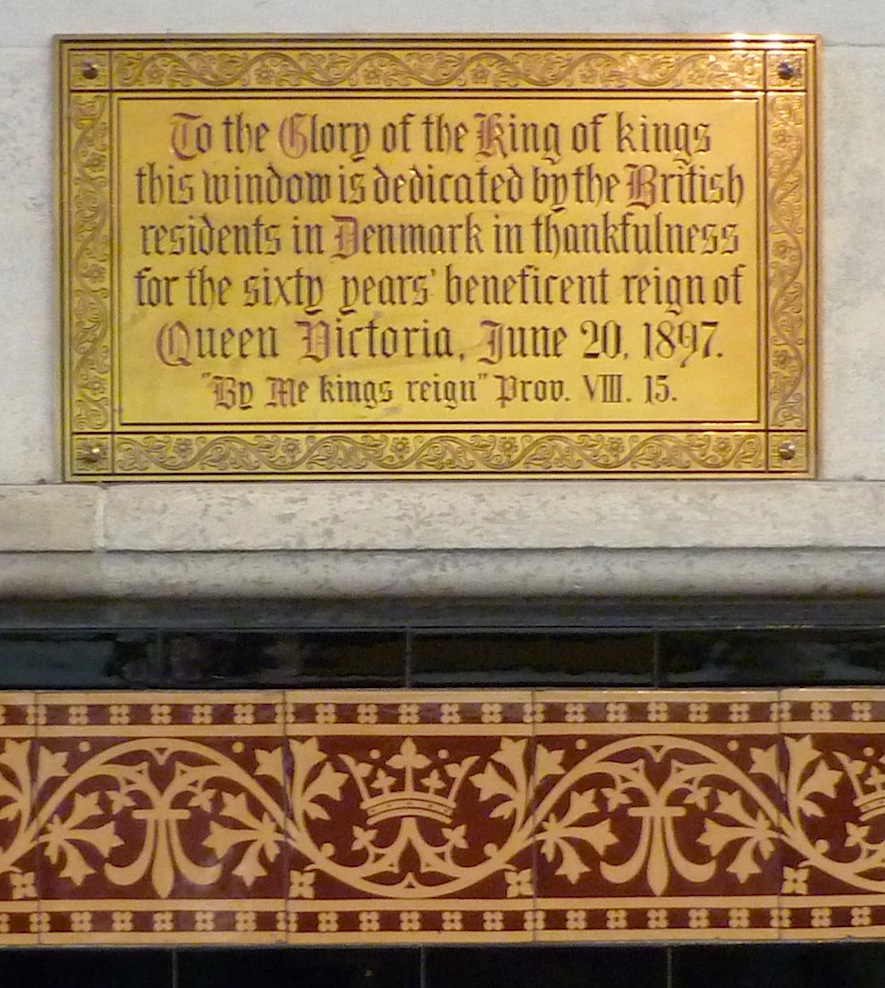 To the Glory of the King of kings
this window is dedicated by the British
residents in Denmark in thankfulness
for the sixty years' beneficent reign of
Queen Victoria, June 20, 1897.
"By Me kings reign" Prov. VIII. 15.